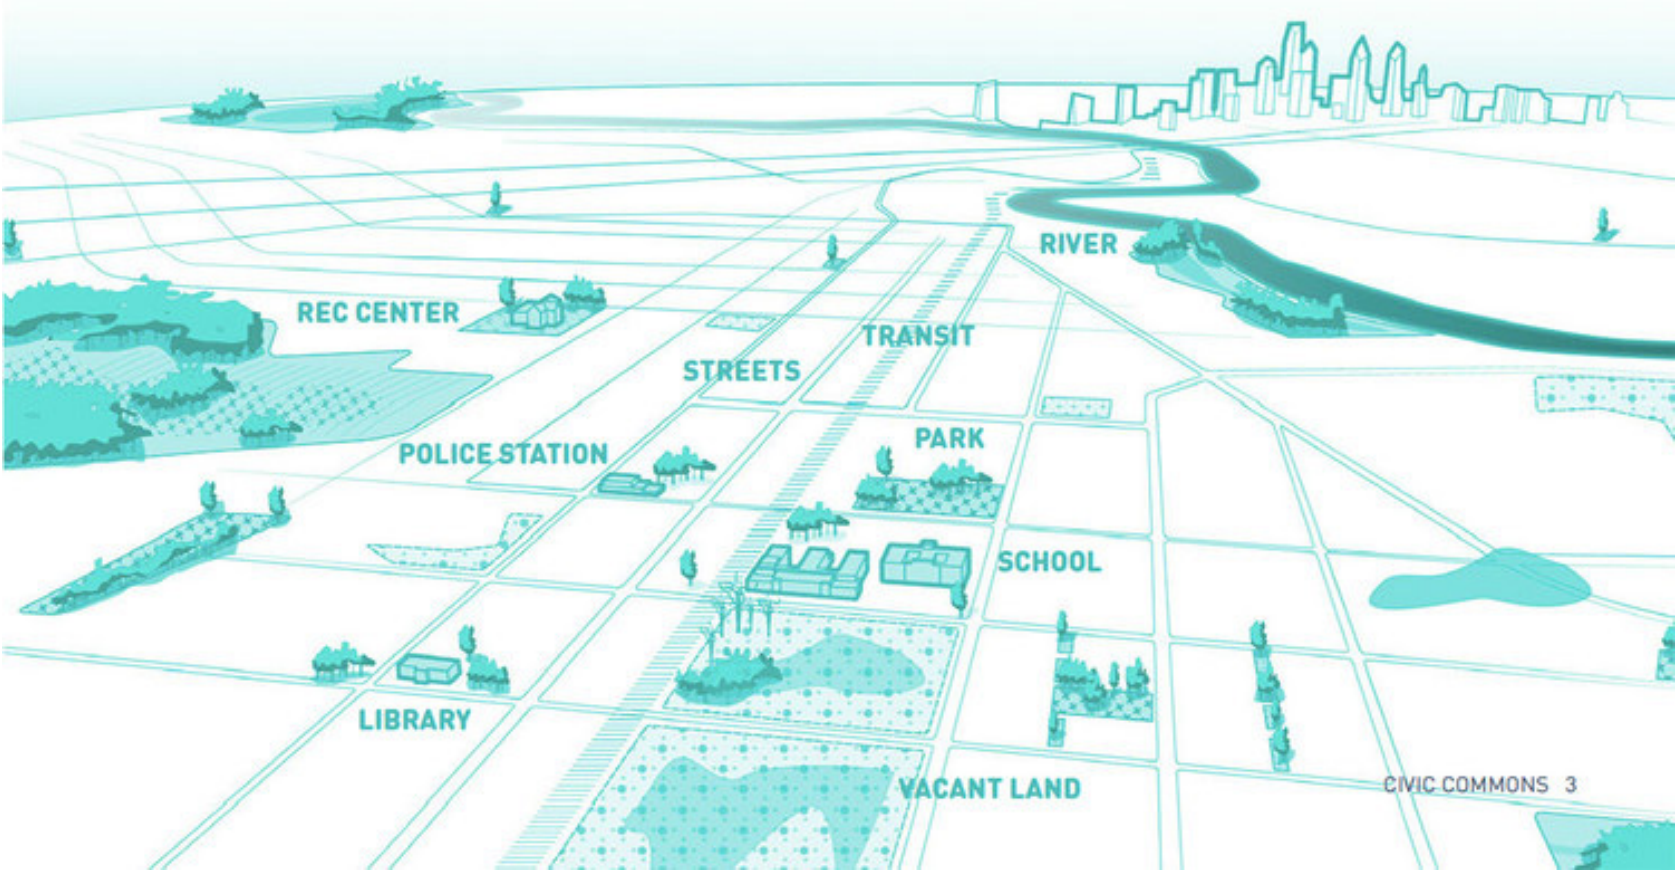 RIVER
REC CENTER
TRANSIT
STREETS
PARK
POLICE STATION
SCHOOL
LIBRARY
VACANT LAND
CIVIC COMMONS 3